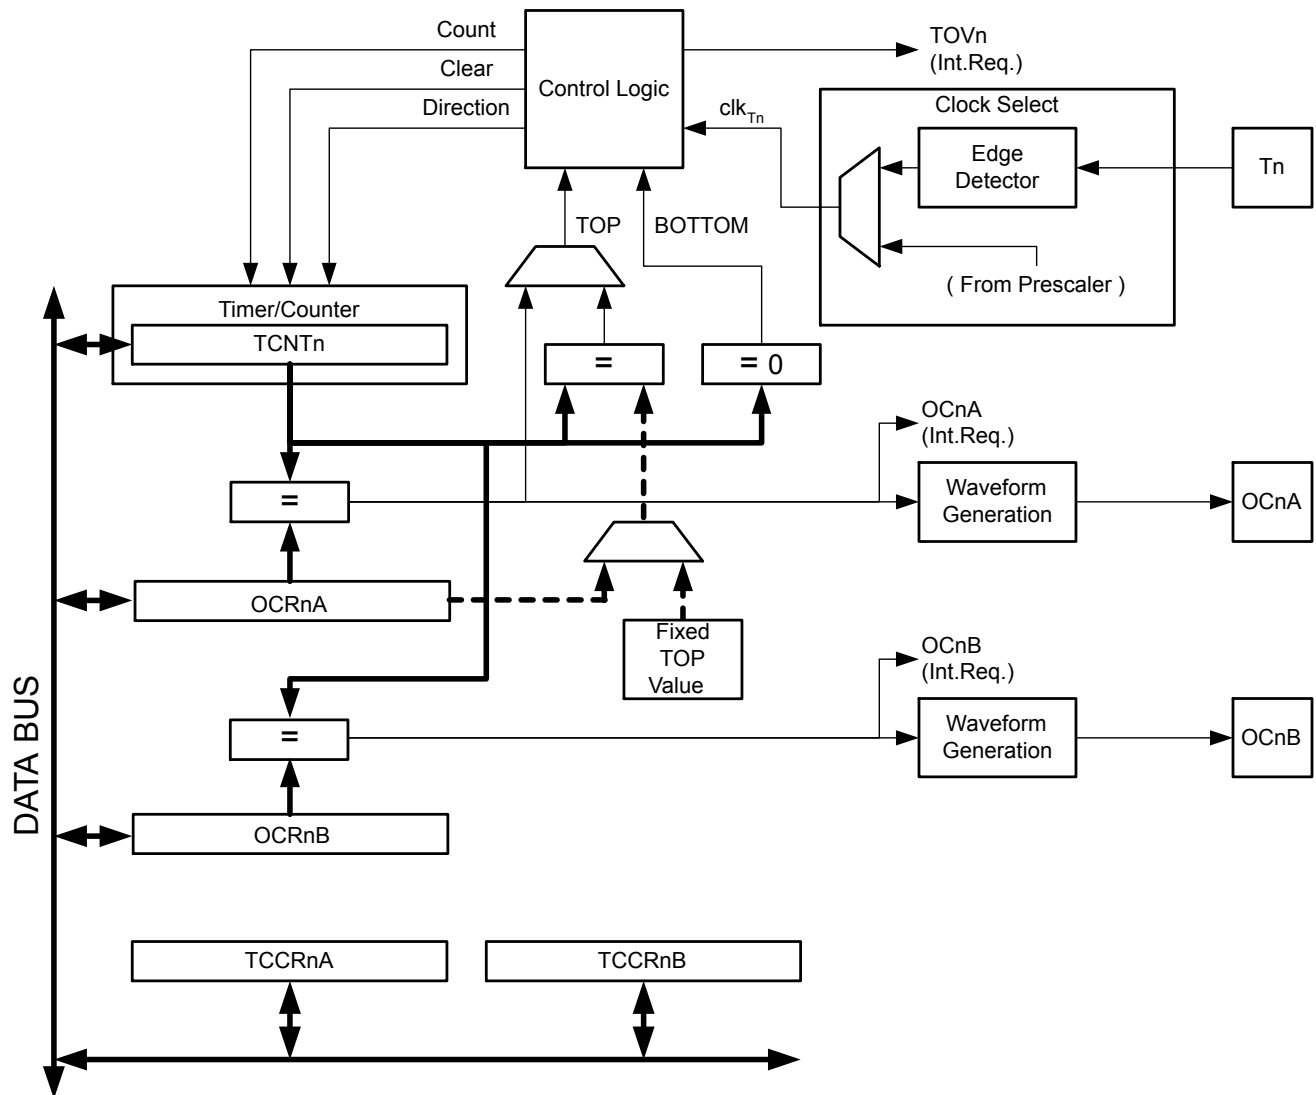 Count
Clear
Direction
Control Logic
TOVn
(Int.Req.)
clkTn
Clock Select
Edge
Detector
Tn
TOP
BOTTOM
( From Prescaler )
Timer/Counter
TCNTn
=
= 0
OCnA
(Int.Req.)
=
Waveform
Generation
OCnA
OCRnA
Fixed
TOP
Value
OCnB
(Int.Req.)
=
Waveform
Generation
OCnB
DATA BUS
OCRnB
TCCRnA
TCCRnB